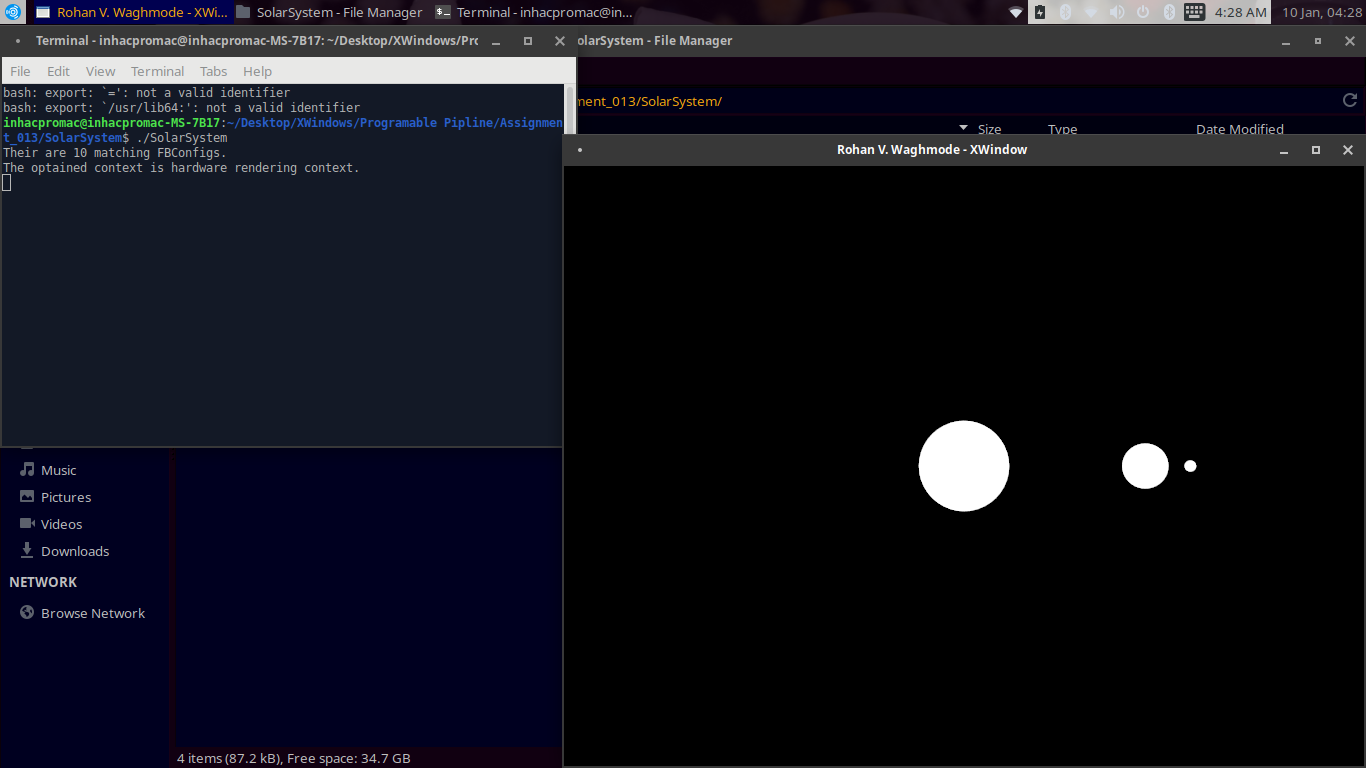 Rohan V. Waghmode - XWi... SolarSystem - File Manager Terminal - inhacpromac@in... 4:28 AM 10 Jan, 04:28
Terminal - inhacpromac@inhacpromac-MS-7B17: ~/Desktop/XWindows/Prc
olarSystem - File Manager
File Edit View Terminal Tabs Help
bash: export: `=': not a valid identifier
bash: export: `/usr/lib64:': not a valid identifier
inhacpromac@inhacpromac-MS-7B17:~/Desktop/XWindows/Programable Pipline/Assignmen
t_013/SolarSystem$ ./SolarSystem
Their are 10 matching FBConfigs.
The optained context is hardware rendering context.
ment_013/SolarSystem/
Size Type Date Modified
Rohan V. Waghmode - XWindow
Music
Pictures
Videos
Downloads
NETWORK
Browse Network
4 items (87.2 kB), Free space: 34.7 GB